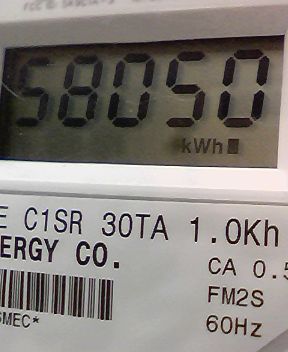 58050
kWh
E C1SR 30TA 1.0Kh
ERGY CO.
CA 0.5
FM2S
60Hz
SMEC*